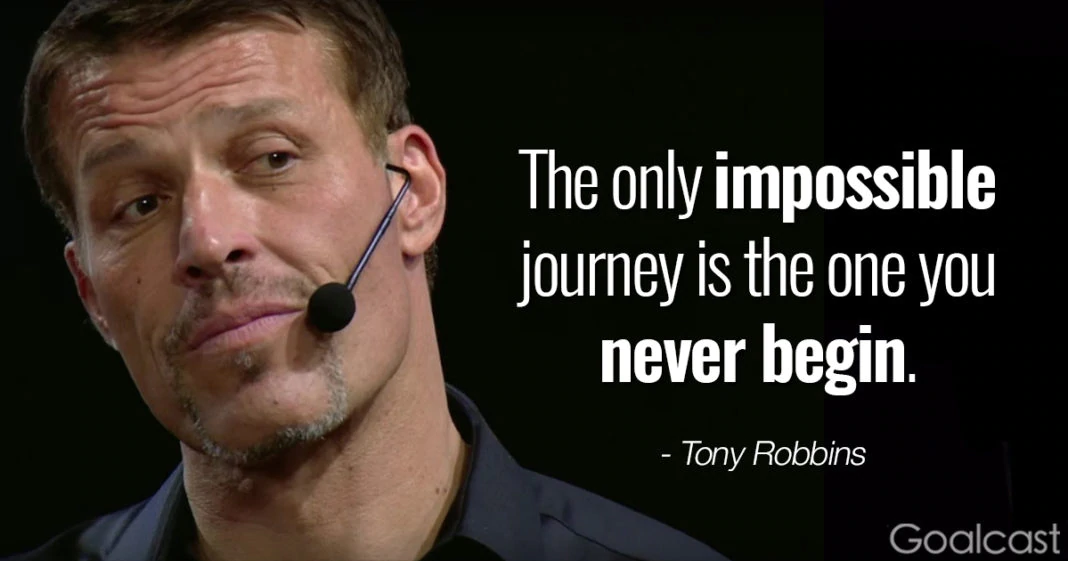 The only impossible
journey is the one you
never begin.
- Tony Robbins
Goalcast